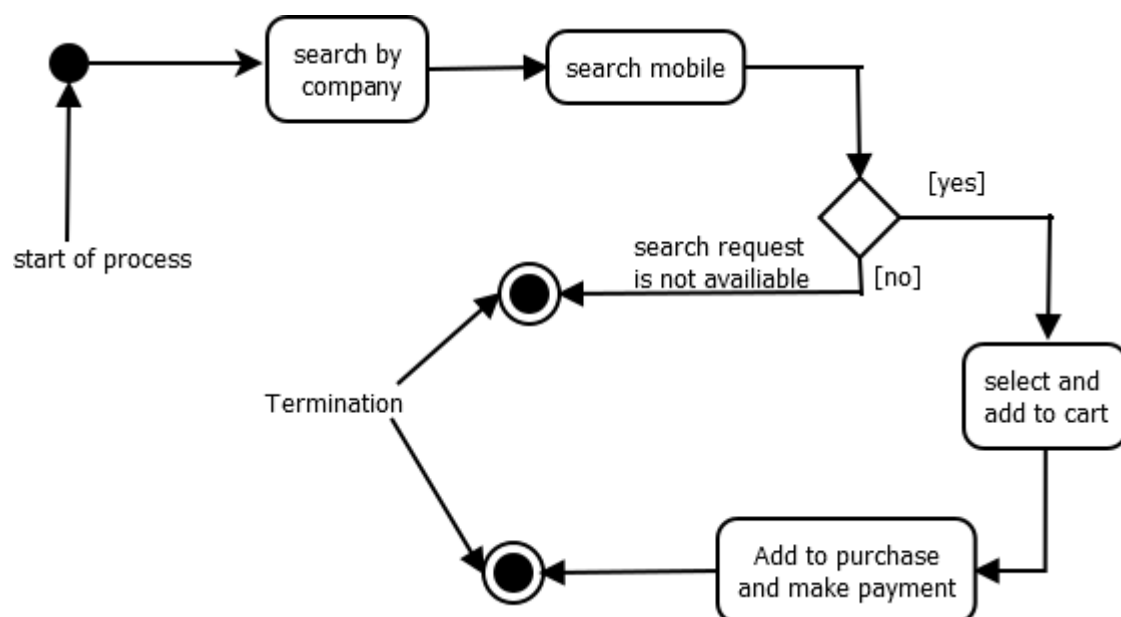 search by
company
search mobile
[yes]
start of process
search request
is not availiable
[no]
select and
add to cart
Termination
Add to purchase
and make payment